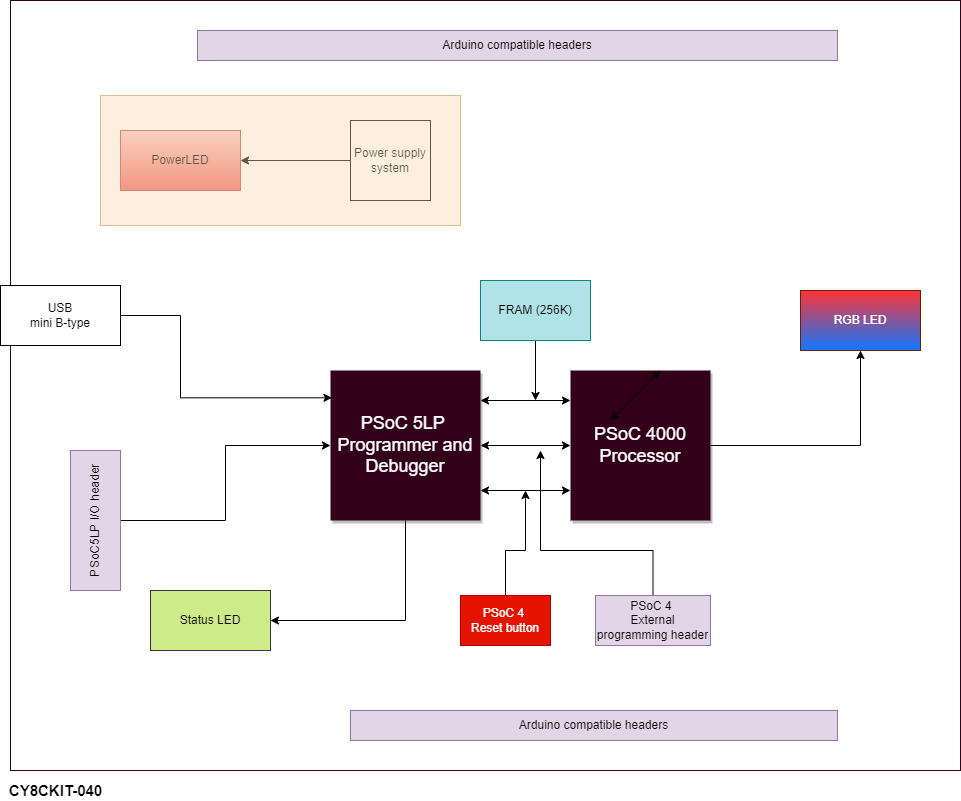 Arduino compatible headers
PowerLED
Power supply
system
USB
mini B-type
FRAM (256K)
RGB LED
PSoC 5LP
Programmer and
Debugger
PSoC 4000
Processor
PSoC5LP I/O header
Status LED
PSoC 4
Reset button
PSoC 4
External
programming header
Arduino compatible headers
CY8CKIT-040